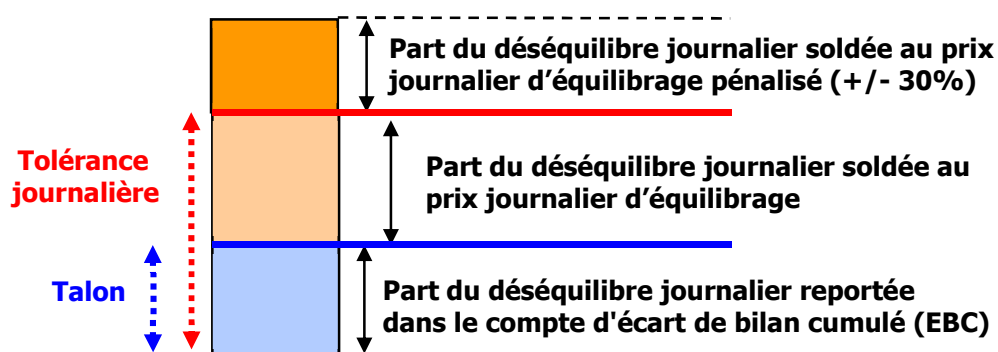 Part du déséquilibre journalier soldée au prix
journalier d’équilibrage pénalisé (+/- 30%)
Tolérance
journalière
Part du déséquilibre journalier soldée au
prix journalier d’équilibrage
Talon
Part du déséquilibre journalier reportée
dans le compte d'écart de bilan cumulé (EBC)